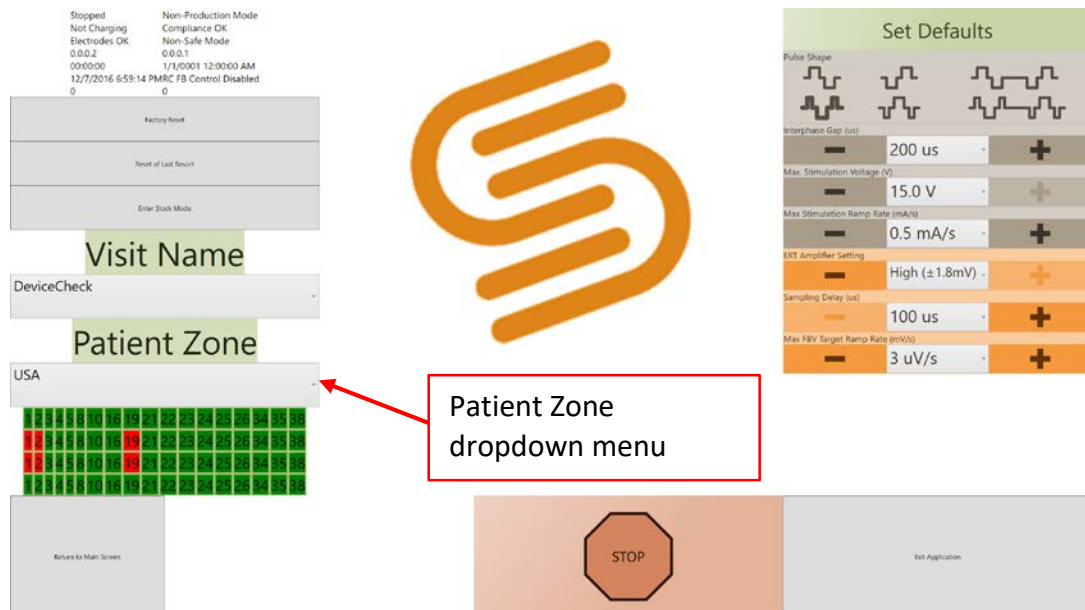 Stopped Non-Production Mode
Not Charging Compliance OK
Electrodes OK Non-Safe Mode
0.0.0.2 0.0.0.1
00:00:00 1/1/0001 12:00:00 AM
12/7/2016 6:59:14 PMRC FB Control Disabled
0 0
Factory Reset
Reset of Last Resort
Enter Stock Mode
Visit Name
DeviceCheck
Patient Zone
USA
1 2 3 4 5 8 10 16 19 21 22 23 24 25 26 34 35 38
1 2 3 4 5 8 10 16 19 21 22 23 24 25 26 34 35 38
1 2 3 4 5 8 10 16 19 21 22 23 24 25 26 34 35 38
1 2 3 4 5 8 10 16 19 21 22 23 24 25 26 34 35 38
Return to Main Screen
Patient Zone
dropdown menu
STOP
Set Defaults
Pulse Shape
Interphase Gap (us)
200 us
Max. Stimulation Voltage (V)
15.0 V
Max Stimulation Ramp Rate (mA/s)
0.5 mA/s
ERT Amplifier Setting
High (±1.8mV)
Sampling Delay (us)
100 us
Max FBV Target Ramp Rate (mV/s)
3 uV/s
Exit Application